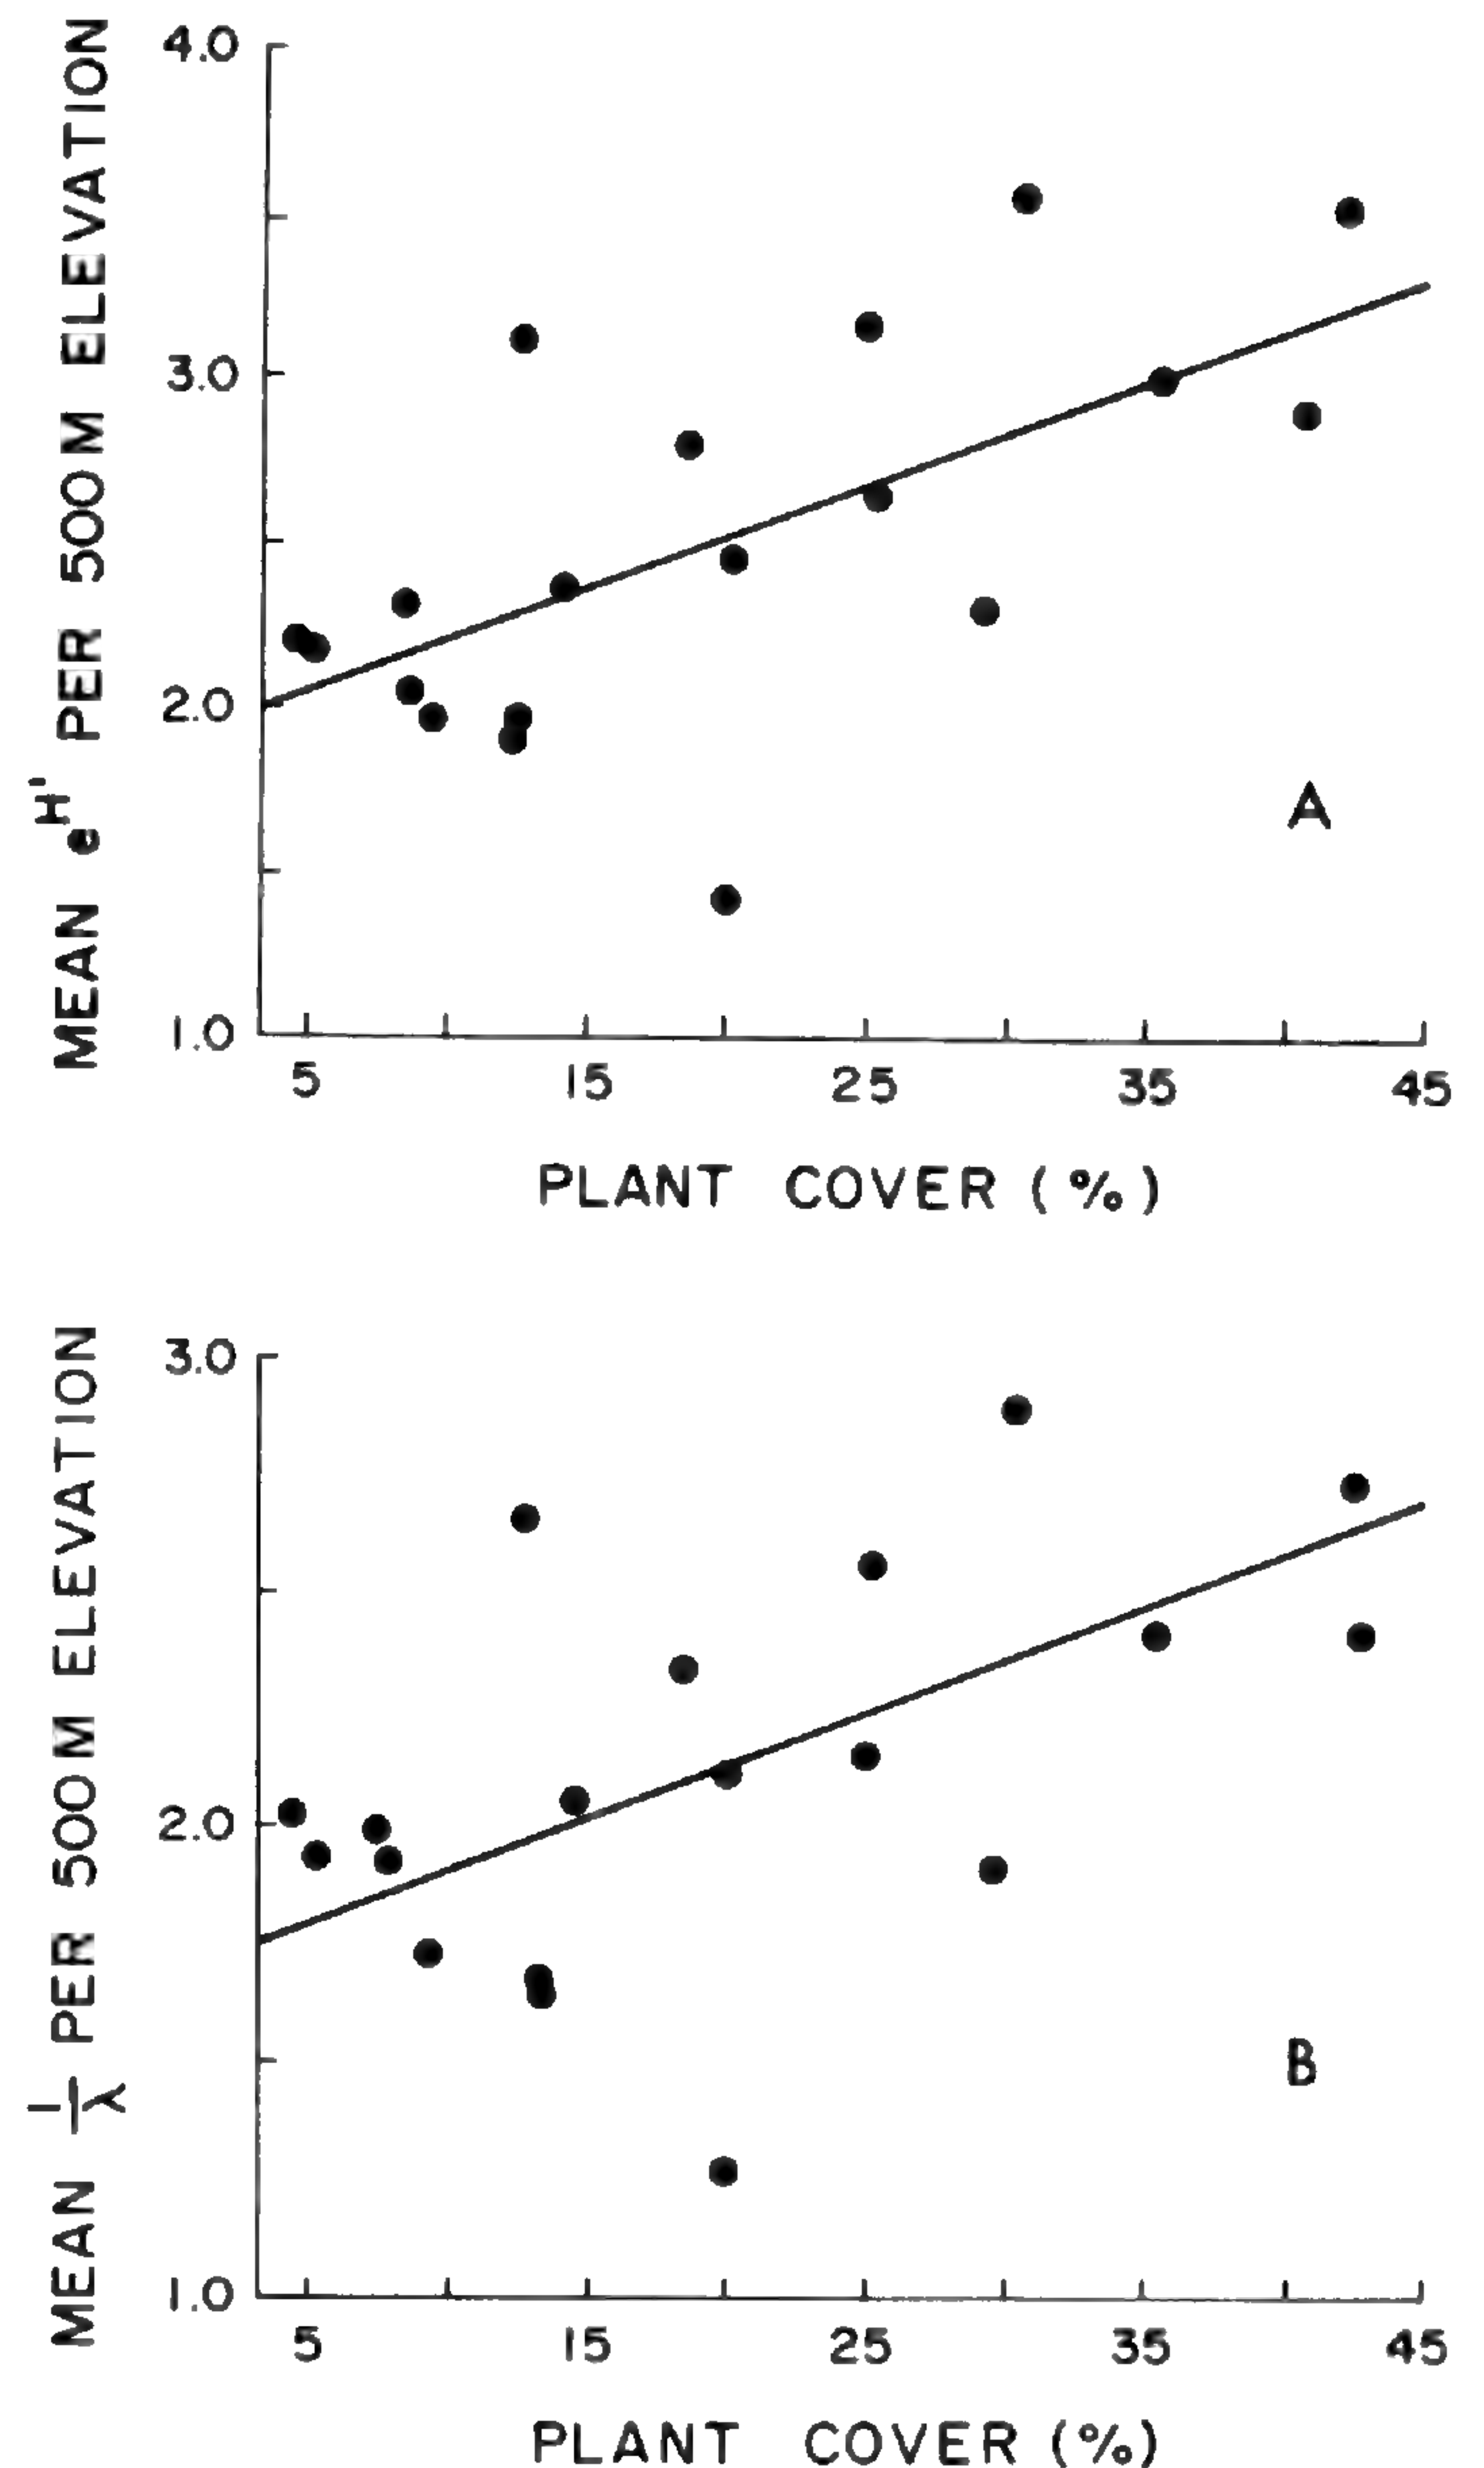 MEAN eH' PER 500M ELEVATION
4.0
3.0
2.0
1.0
A
5 15 25 35 45
PLANT COVER (%)
MEAN 1/λ PER 500M ELEVATION
3.0
2.0
1.0
B
5 15 25 35 45
PLANT COVER (%)